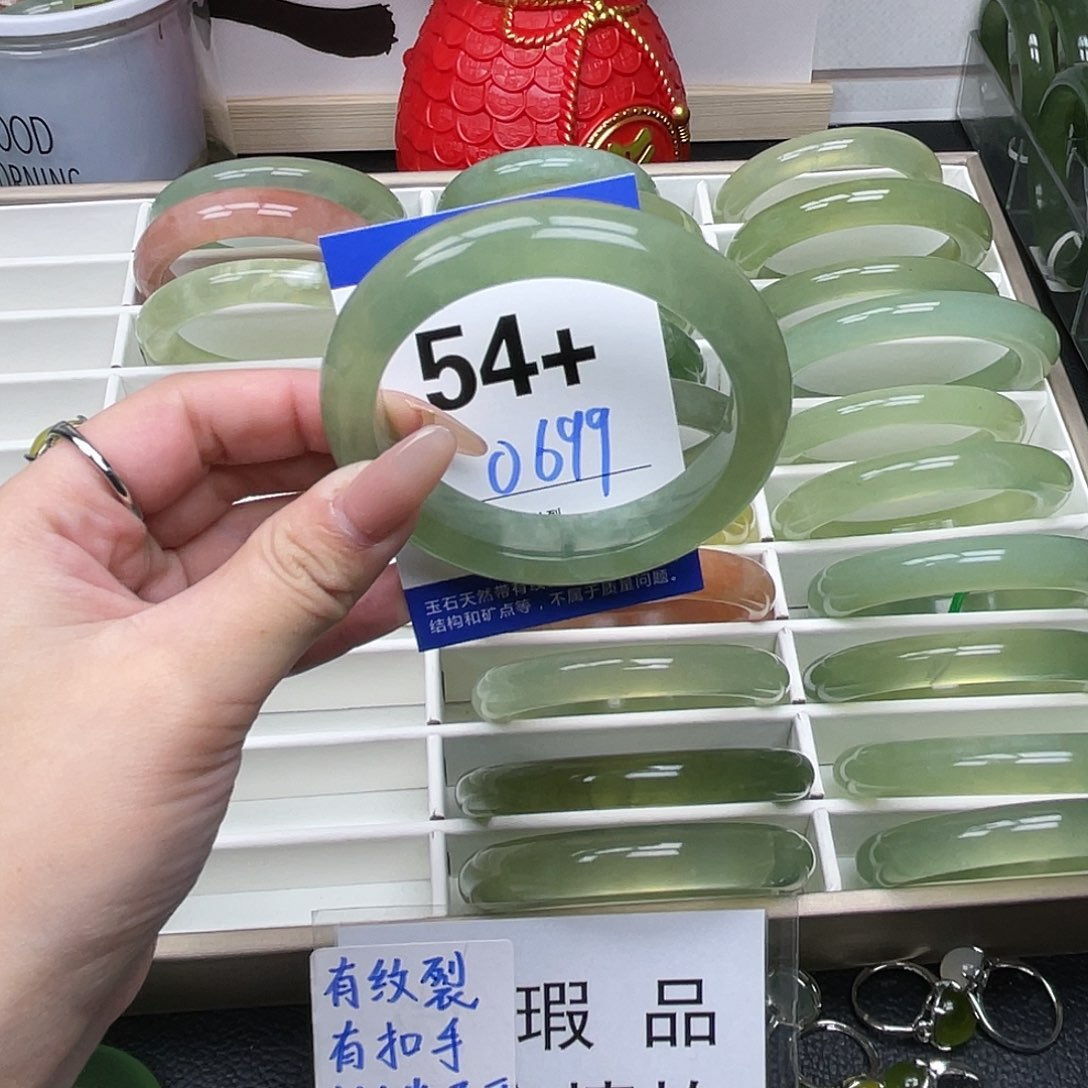 OOD
ORNING
54+
0699
玉石天然带有
结构和矿点等，不属于质量问题。
有纹裂
有扣手
瑕品